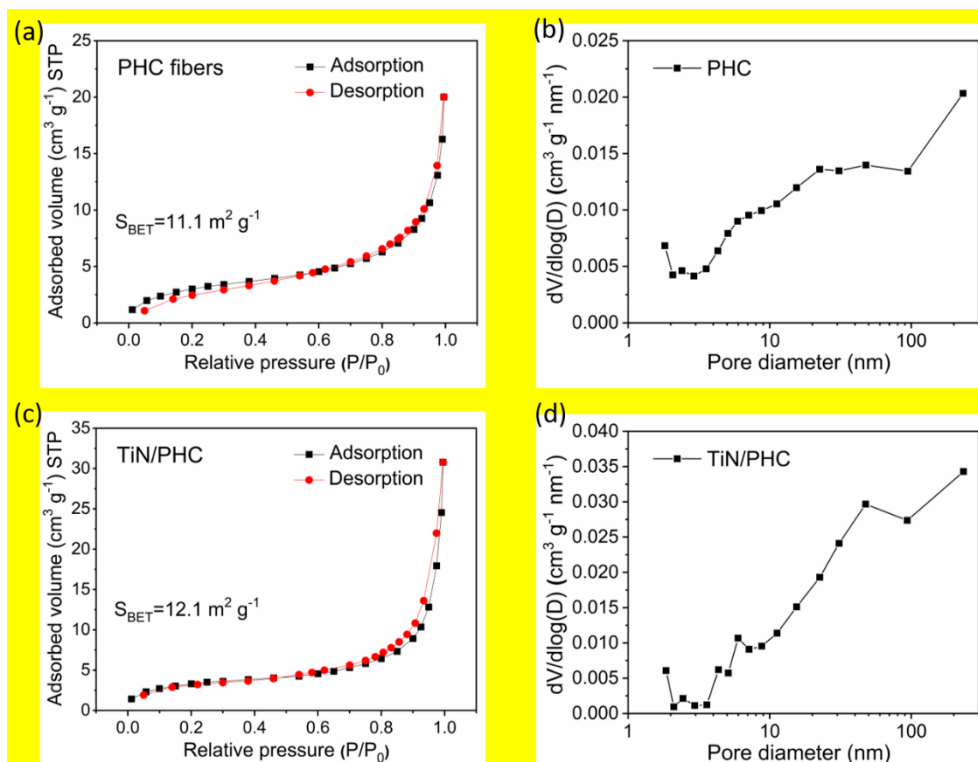 (a)
PHC fibers
Adsorption
Desorption
S_BET=11.1 m² g⁻¹
Adsorbed volume (cm³ g⁻¹) STP
25
20
15
10
5
0
0.0 0.2 0.4 0.6 0.8 1.0
Relative pressure (P/P₀)
(b)
PHC
dV/dlog(D) (cm³ g⁻¹ nm⁻¹)
0.025
0.020
0.015
0.010
0.005
0.000
1 10 100
Pore diameter (nm)
(c)
TiN/PHC
Adsorption
Desorption
S_BET=12.1 m² g⁻¹
Adsorbed volume (cm³ g⁻¹) STP
35
30
25
20
15
10
5
0
0.0 0.2 0.4 0.6 0.8 1.0
Relative pressure (P/P₀)
(d)
TiN/PHC
dV/dlog(D) (cm³ g⁻¹ nm⁻¹)
0.040
0.035
0.030
0.025
0.020
0.015
0.010
0.005
0.000
1 10 100
Pore diameter (nm)